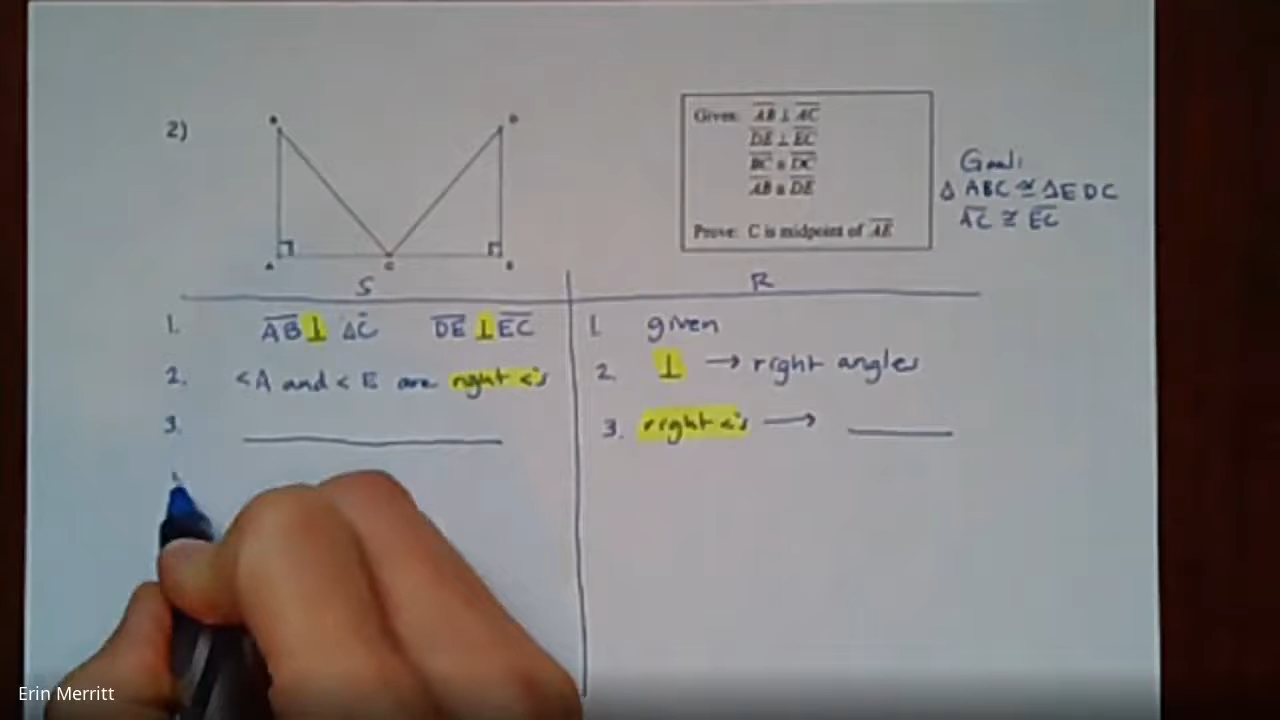 2)
Given: AB ⊥ AC
DE ⊥ EC
BC ≅ DC
AB ≅ DE
Prove: C is midpoint of AE
Goal:
Δ ABC ≅ Δ EDC
AC ≅ EC
B
D
A
C
E
S
R
1. AB ⊥ AC DE ⊥ EC
1. given
2. <A and <E are right <'s
2. ⊥ → right angles
3.
3. right <'s →
Erin Merritt